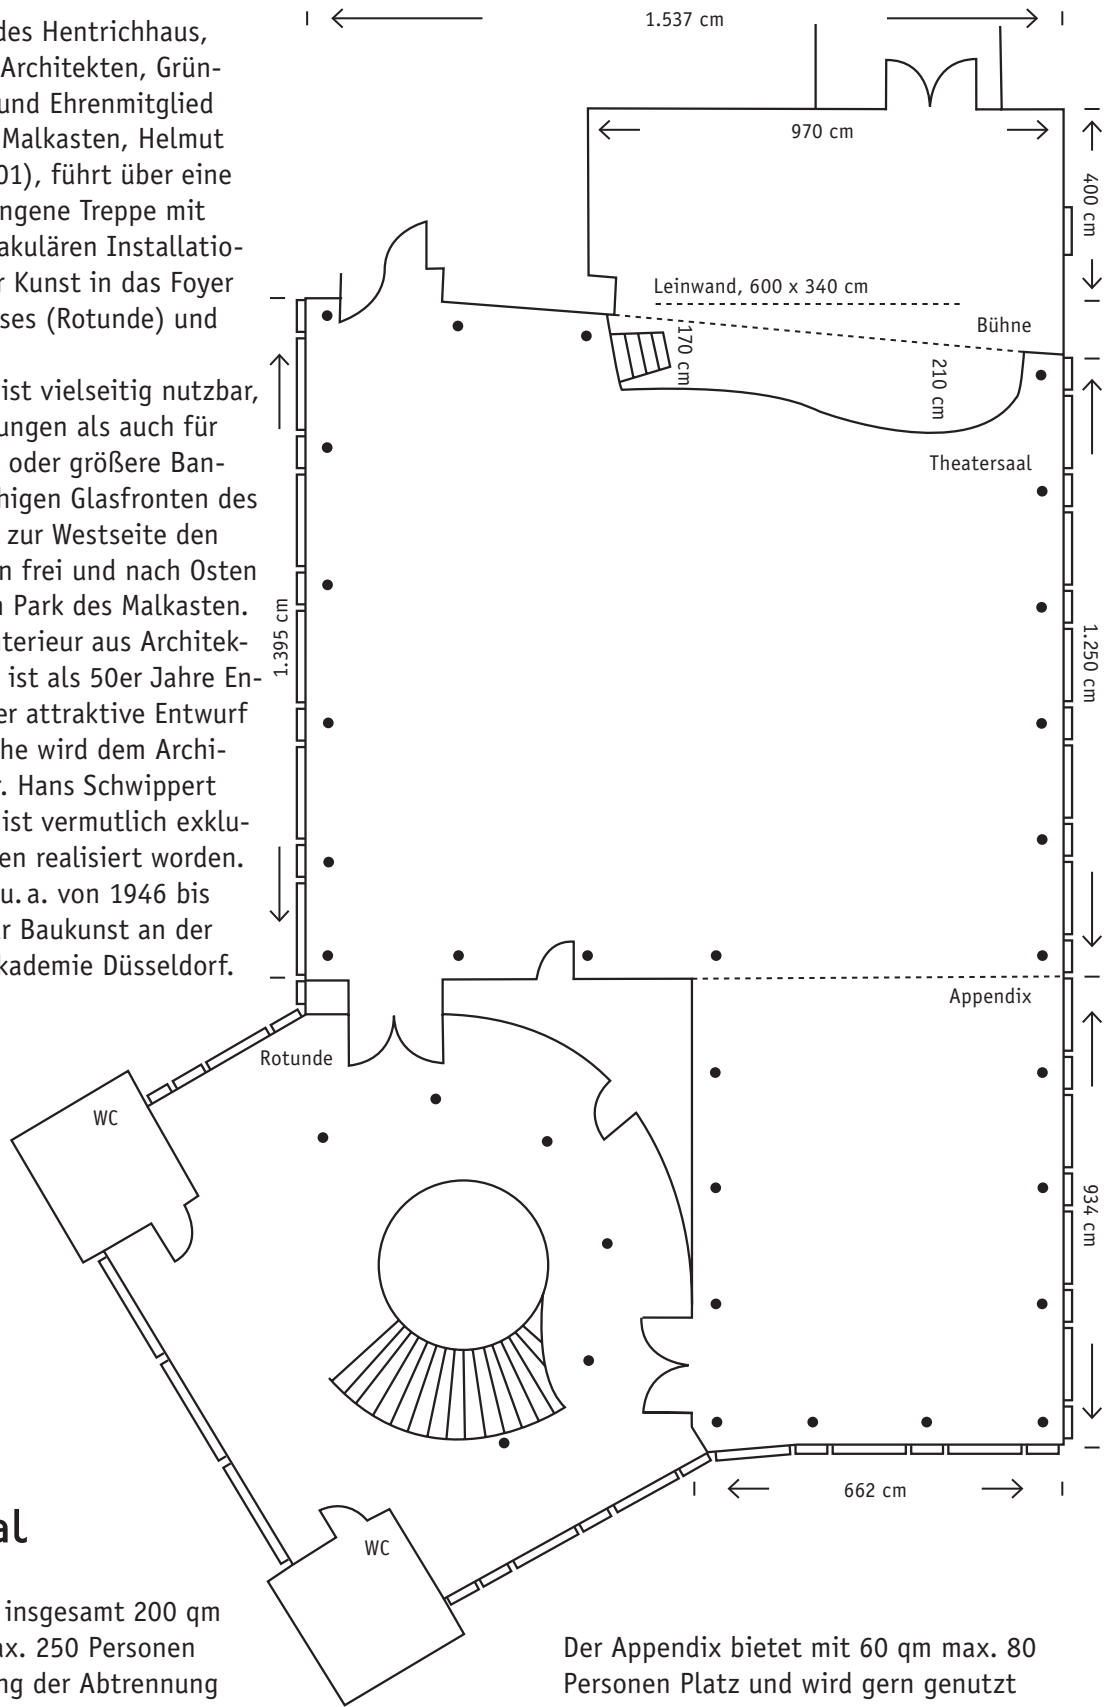 des Hentrichhaus,
Architekten, Grün-
und Ehrenmitglied
Malkasten, Helmut
01), führt über eine
ngene Treppe mit
akulären Installatio-
r Kunst in das Foyer
ses (Rotunde) und
ist vielseitig nutzbar,
ungen als auch für
oder größere Ban-
higen Glasfronten des
zur Westseite den
n frei und nach Osten
n Park des Malkasten.
nterieur aus Architek-
ist als 50er Jahre En-
er attraktive Entwurf
che wird dem Archi-
r. Hans Schwippert
ist vermutlich exklu-
en realisiert worden.
u. a. von 1946 bis
ür Baukunst an der
kademie Düsseldorf.
1.537 cm
970 cm
400 cm
Leinwand, 600 x 340 cm
Bühne
170 cm
210 cm
Theatersaal
1.395 cm
1.250 cm
Appendix
Rotunde
WC
934 cm
662 cm
WC
al
insgesamt 200 qm
ax. 250 Personen
ng der Abtrennung
Der Appendix bietet mit 60 qm max. 80
Personen Platz und wird gern genutzt